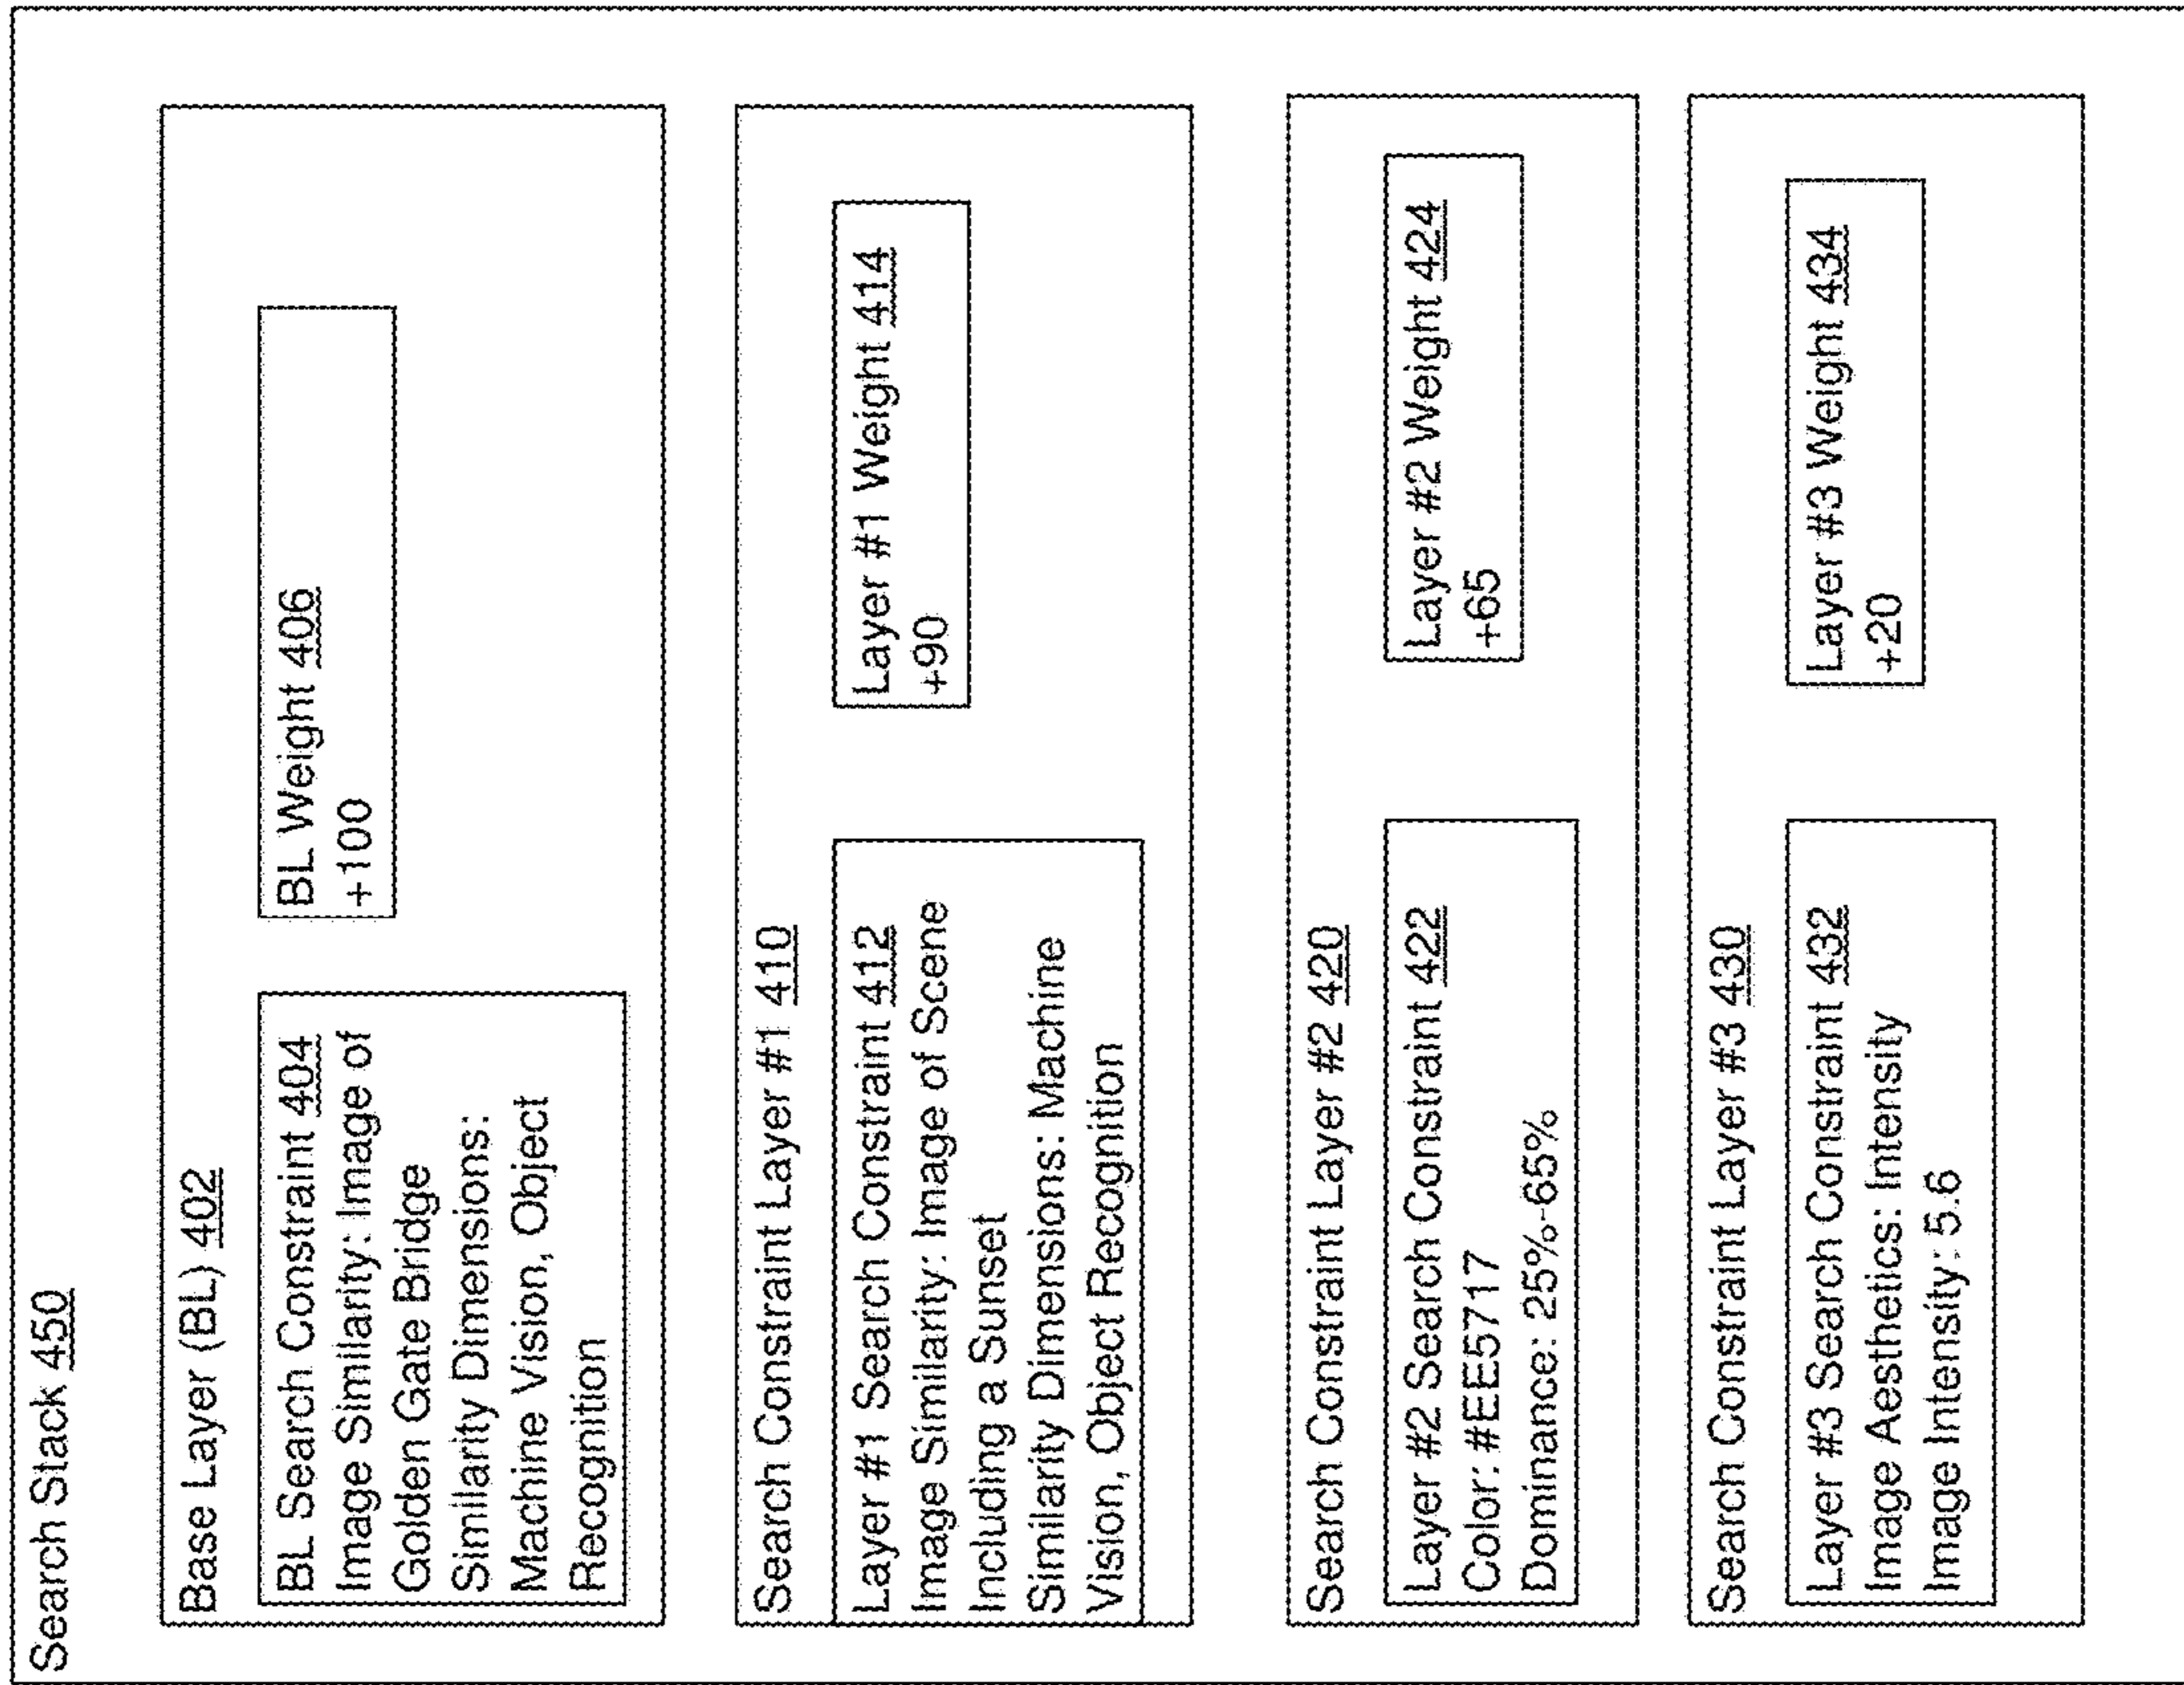 Search Stack 450
Base Layer (BL) 402
BL Search Constraint 404
Image Similarity: Image of
Golden Gate Bridge
Similarity Dimensions:
Machine Vision, Object
Recognition
BL Weight 406
+100
Search Constraint Layer #1 410
Layer #1 Search Constraint 412
Image Similarity: Image of Scene
Including a Sunset
Similarity Dimensions: Machine
Vision, Object Recognition
Layer #1 Weight 414
+90
Search Constraint Layer #2 420
Layer #2 Search Constraint 422
Color: #EE5717
Dominance: 25%-65%
Layer #2 Weight 424
+65
Search Constraint Layer #3 430
Layer #3 Search Constraint 432
Image Aesthetics: Intensity
Image Intensity: 5.6
Layer #3 Weight 434
+20